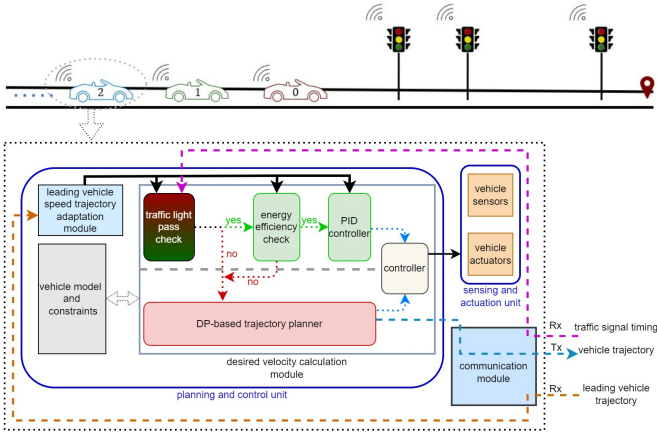 2
1
0
leading vehicle
speed trajectory
adaptation
module
traffic light
pass
check
yes
energy
efficiency
check
yes
PID
controller
vehicle
sensors
vehicle
actuators
sensing and
actuation unit
no
no
controller
vehicle model
and
constraints
DP-based trajectory planner
desired velocity calculation
module
planning and control unit
communication
module
Rx
traffic signal timing
Tx
vehicle trajectory
Rx
leading vehicle
trajectory